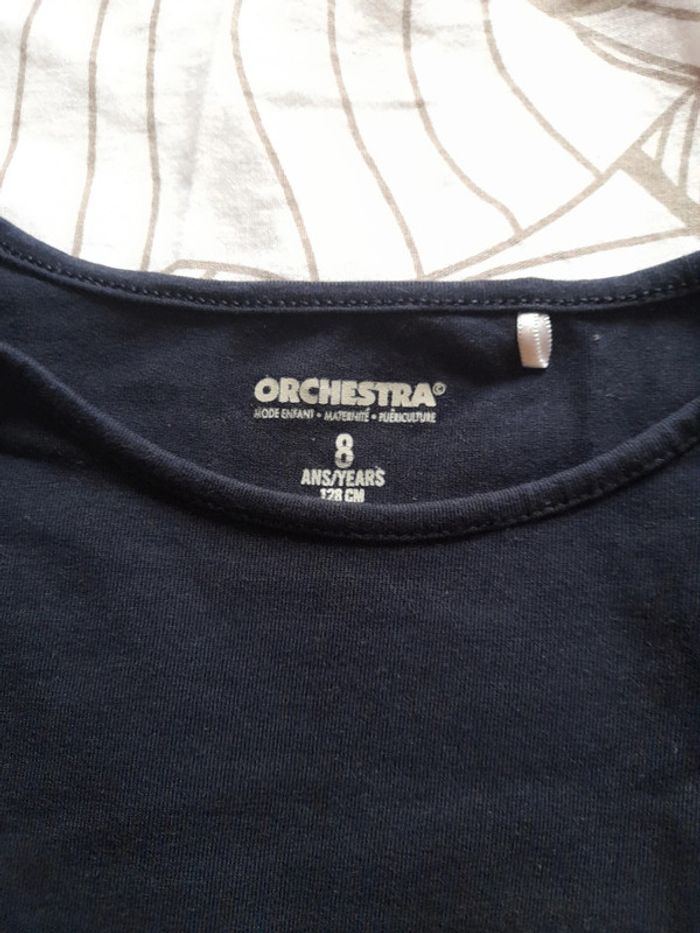 ORCHESTRA©
MODE ENFANT • MATERNITÉ • PUÉRICULTURE
8
ANS/YEARS
128 CM